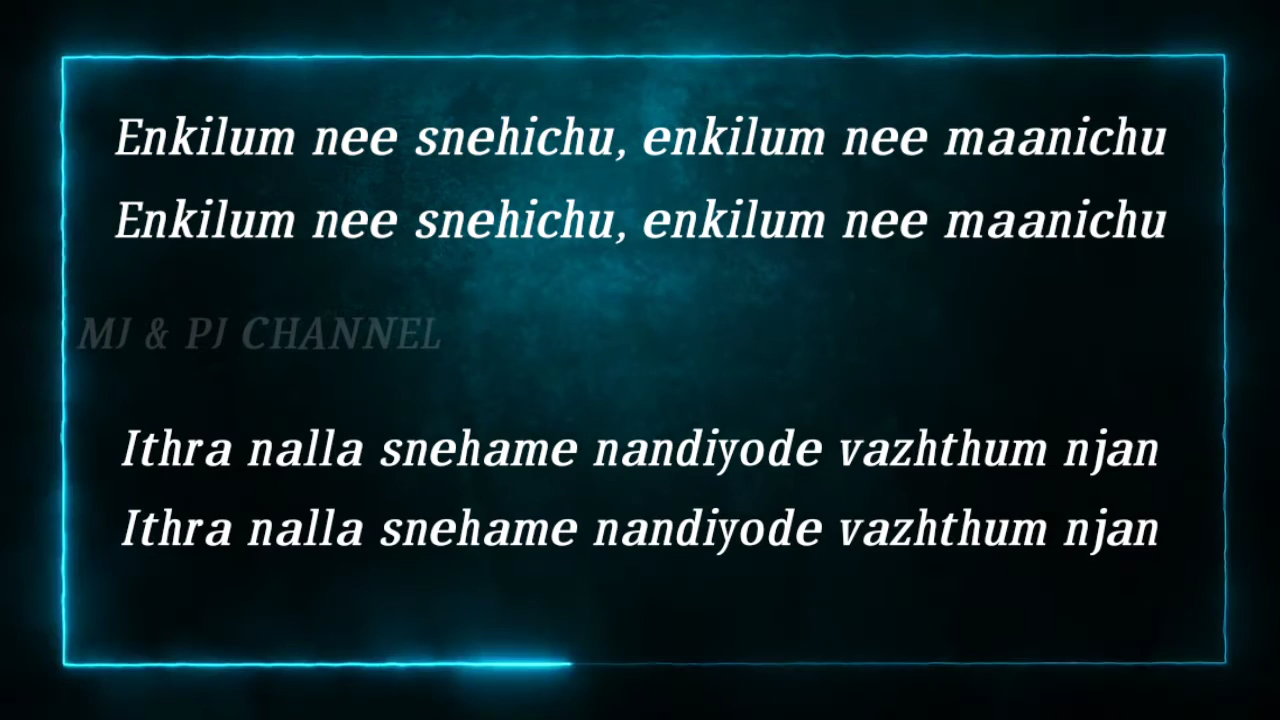 Enkilum nee snehichu, enkilum nee maanichu
Enkilum nee snehichu, enkilum nee maanichu
MJ & PJ CHANNEL
Ithra nalla snehame nandiyode vazhthum njan
Ithra nalla snehame nandiyode vazhthum njan